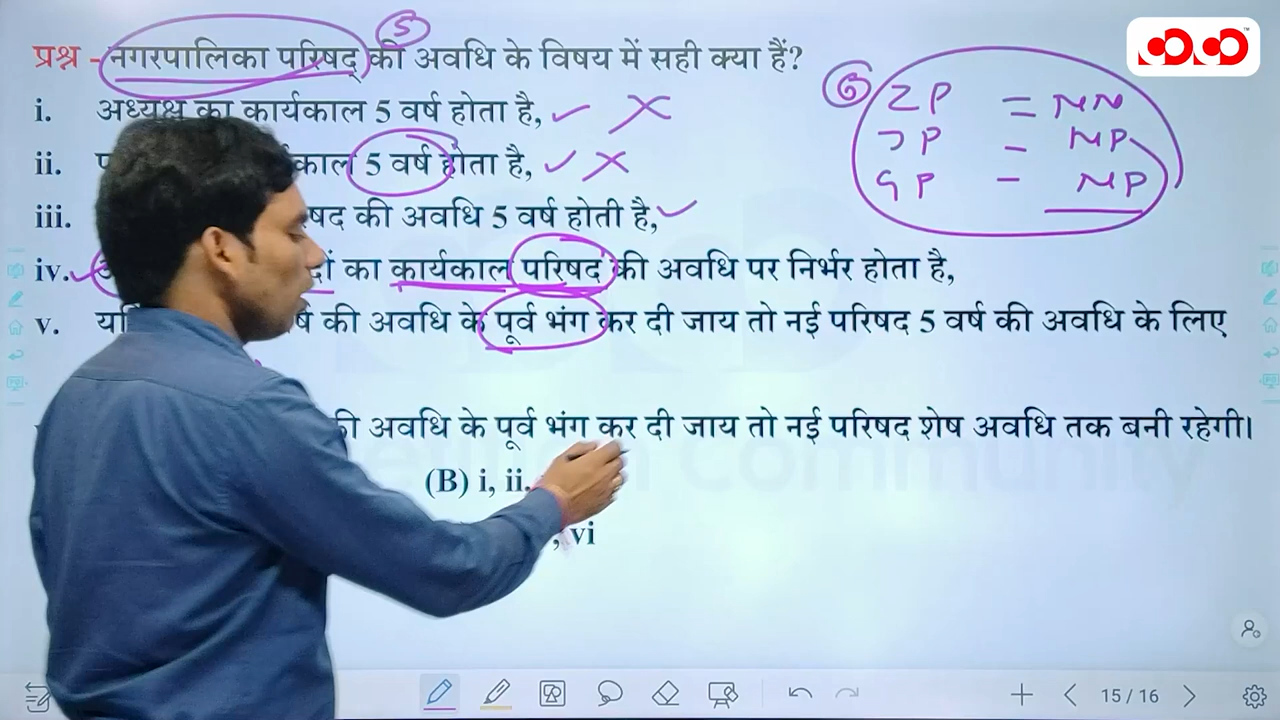 प्रश्न - नगरपालिका परिषद् की अवधि के विषय में सही क्या हैं?
5
i. अध्यक्ष का कार्यकाल 5 वर्ष होता है,
ii. कार्यकाल 5 वर्ष होता है,
iii. की अवधि 5 वर्ष होती है,
iv. का कार्यकाल परिषद की अवधि पर निर्भर होता है,
v. की अवधि के पूर्व भंग कर दी जाय तो नई परिषद 5 वर्ष की अवधि के लिए
की अवधि के पूर्व भंग कर दी जाय तो नई परिषद शेष अवधि तक बनी रहेगी।
(B) i, ii.
, vi
ZP = NN
JP - NP
GP - NP
15 / 16